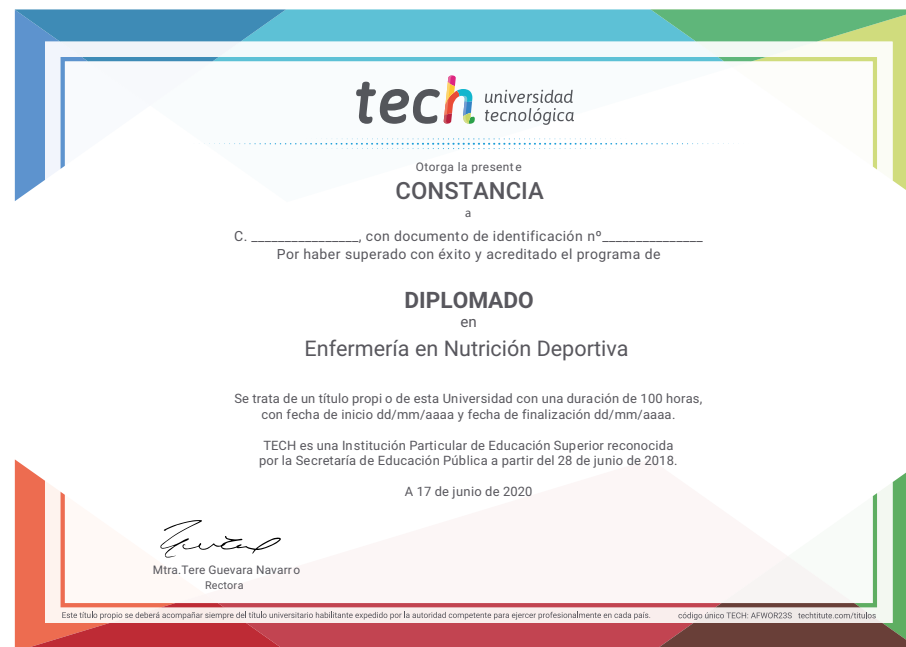 tech universidad
tecnológica
Otorga la presente
CONSTANCIA
a
C. ________________, con documento de identificación nº_______________
Por haber superado con éxito y acreditado el programa de
DIPLOMADO
en
Enfermería en Nutrición Deportiva
Se trata de un título propi o de esta Universidad con una duración de 100 horas,
con fecha de inicio dd/mm/aaaa y fecha de finalización dd/mm/aaaa.
TECH es una Institución Particular de Educación Superior reconocida
por la Secretaría de Educación Pública a partir del 28 de junio de 2018.
A 17 de junio de 2020
Mtra.Tere Guevara Navarro
Rectora
Este título propio se deberá acompañar siempre del título universitario habilitante expedido por la autoridad competente para ejercer profesionalmente en cada país. código único TECH: AFWOR23S techtitute.com/titulos